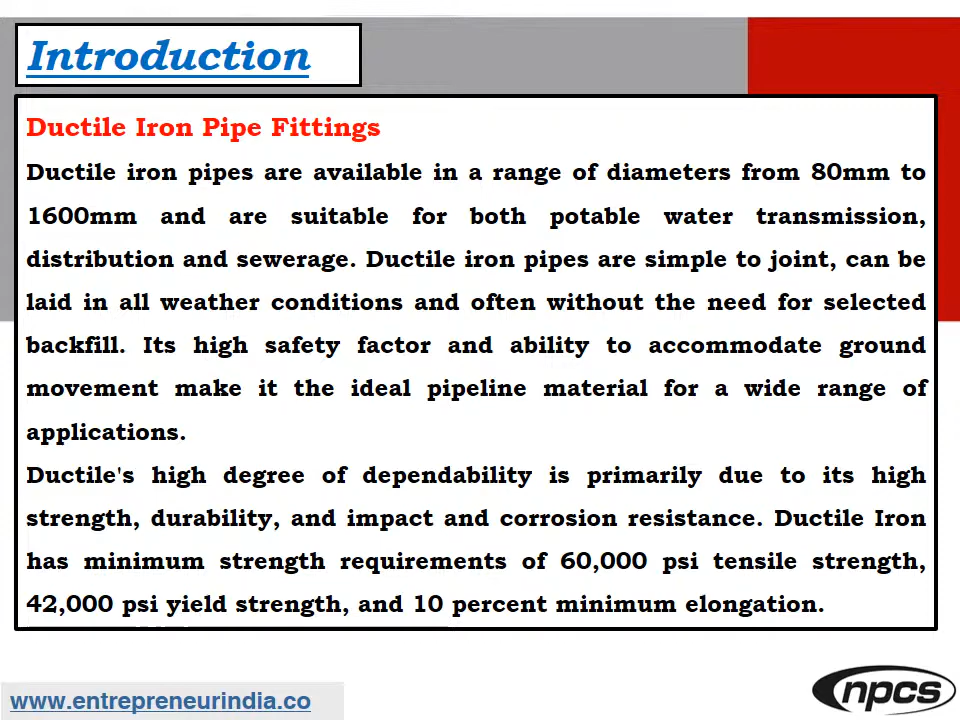 Introduction
Ductile Iron Pipe Fittings
Ductile iron pipes are available in a range of diameters from 80mm to
1600mm and are suitable for both potable water transmission,
distribution and sewerage. Ductile iron pipes are simple to joint, can be
laid in all weather conditions and often without the need for selected
backfill. Its high safety factor and ability to accommodate ground
movement make it the ideal pipeline material for a wide range of
applications.
Ductile's high degree of dependability is primarily due to its high
strength, durability, and impact and corrosion resistance. Ductile Iron
has minimum strength requirements of 60,000 psi tensile strength,
42,000 psi yield strength, and 10 percent minimum elongation.
www.entrepreneurindia.co
npcs